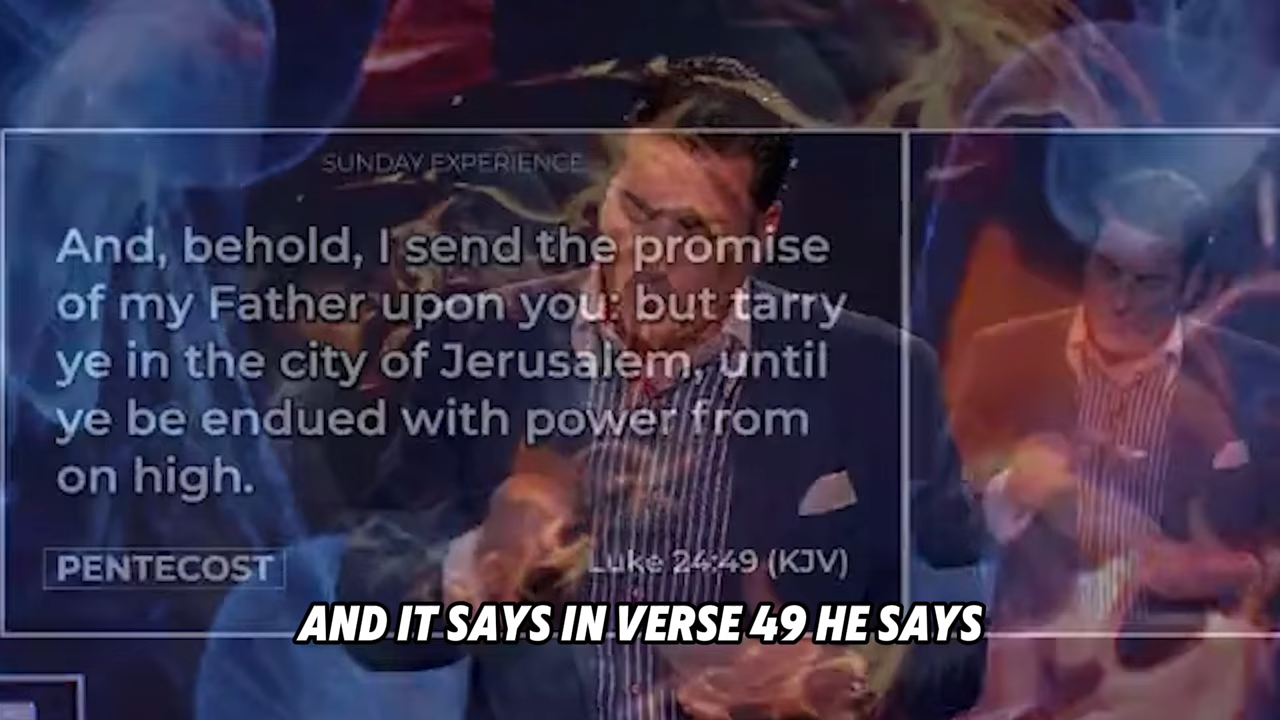 SUNDAY EXPERIENCE
And, behold, I send the promise
of my Father upon you: but tarry
ye in the city of Jerusalem, until
ye be endued with power from
on high.
PENTECOST
Luke 24:49 (KJV)
AND IT SAYS IN VERSE 49 HE SAYS